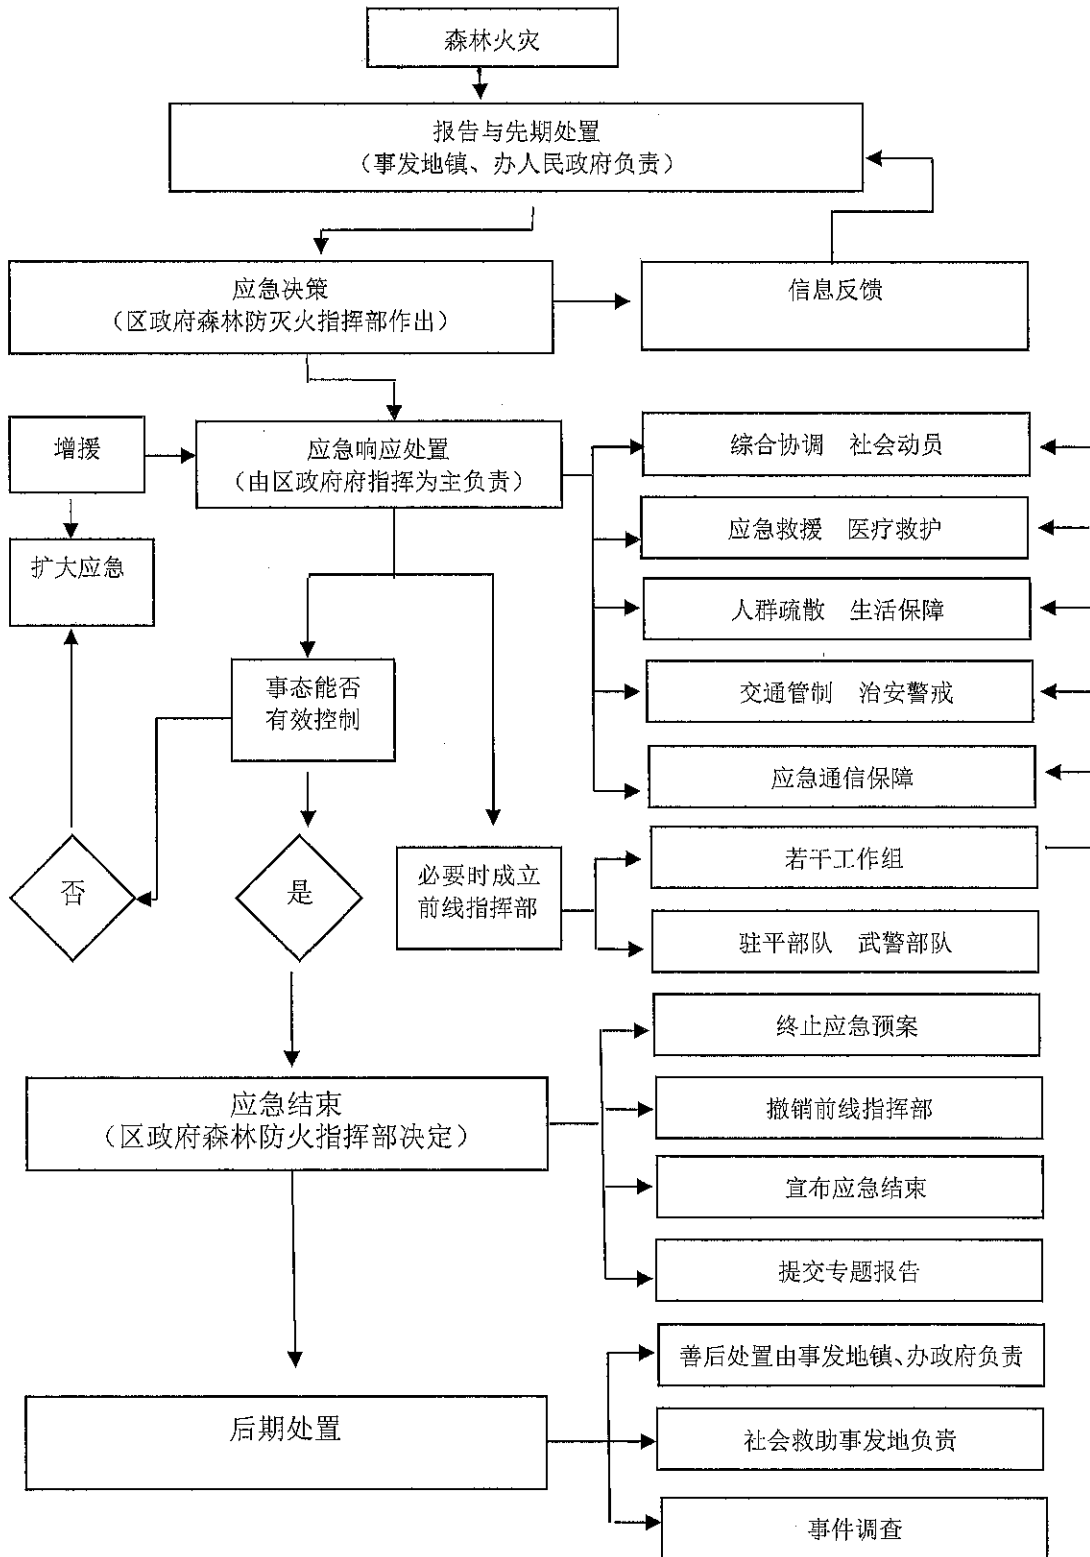 森林火灾
报告与先期处置
（事发地镇、办人民政府负责）
应急决策
（区政府森林防灭火指挥部作出）
信息反馈
增援
应急响应处置
（由区政府府指挥为主负责）
综合协调 社会动员
应急救援 医疗救护
扩大应急
人群疏散 生活保障
事态能否
有效控制
交通管制 治安警戒
应急通信保障
否
是
必要时成立
前线指挥部
若干工作组
驻平部队 武警部队
终止应急预案
应急结束
（区政府森林防火指挥部决定）
撤销前线指挥部
宣布应急结束
提交专题报告
善后处置由事发地镇、办政府负责
后期处置
社会救助事发地负责
事件调查